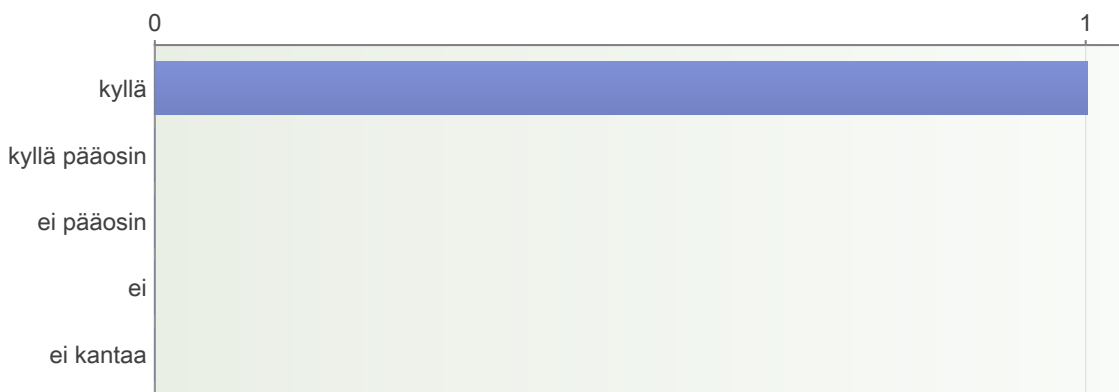 0 1
kyllä
kyllä pääosin
ei pääosin
ei
ei kantaa